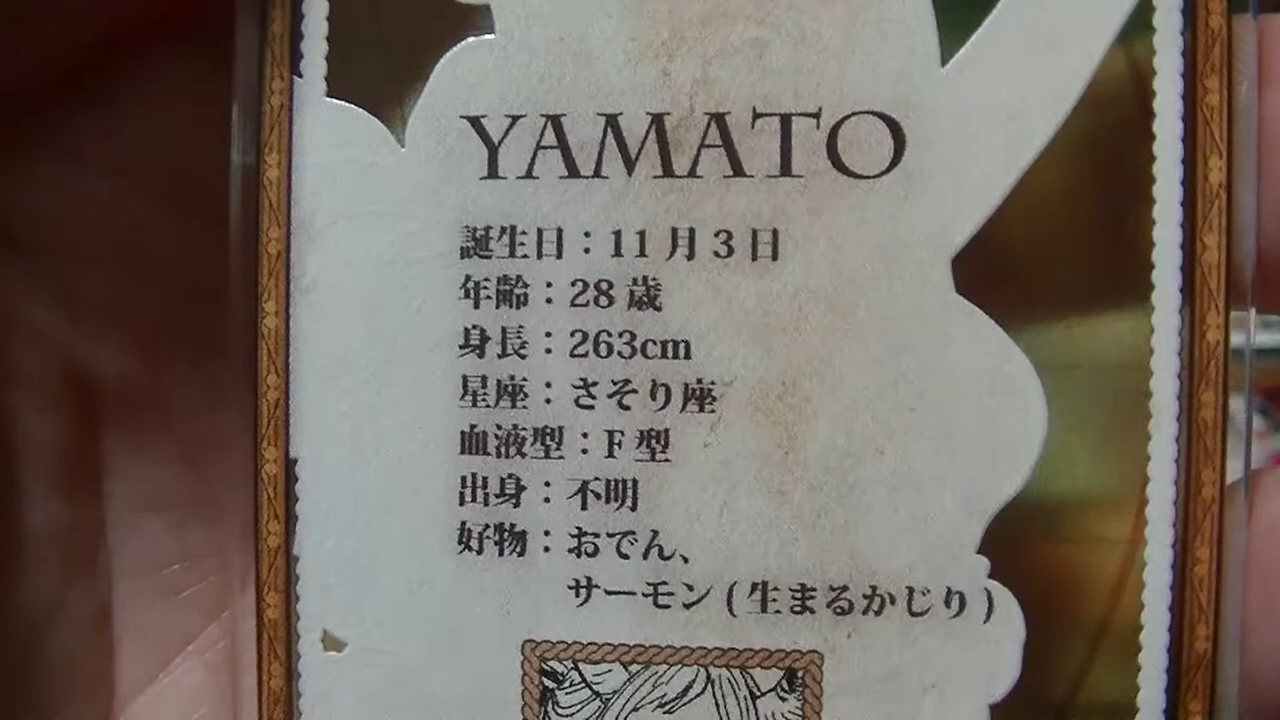 YAMATO
誕生日：11月3日
年齢：28歳
身長：263cm
星座：さそり座
血液型：F型
出身：不明
好物：おでん、
サーモン(生まるかじり)